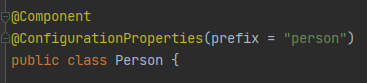 @Component
@ConfigurationProperties(prefix = "person")
public class Person {